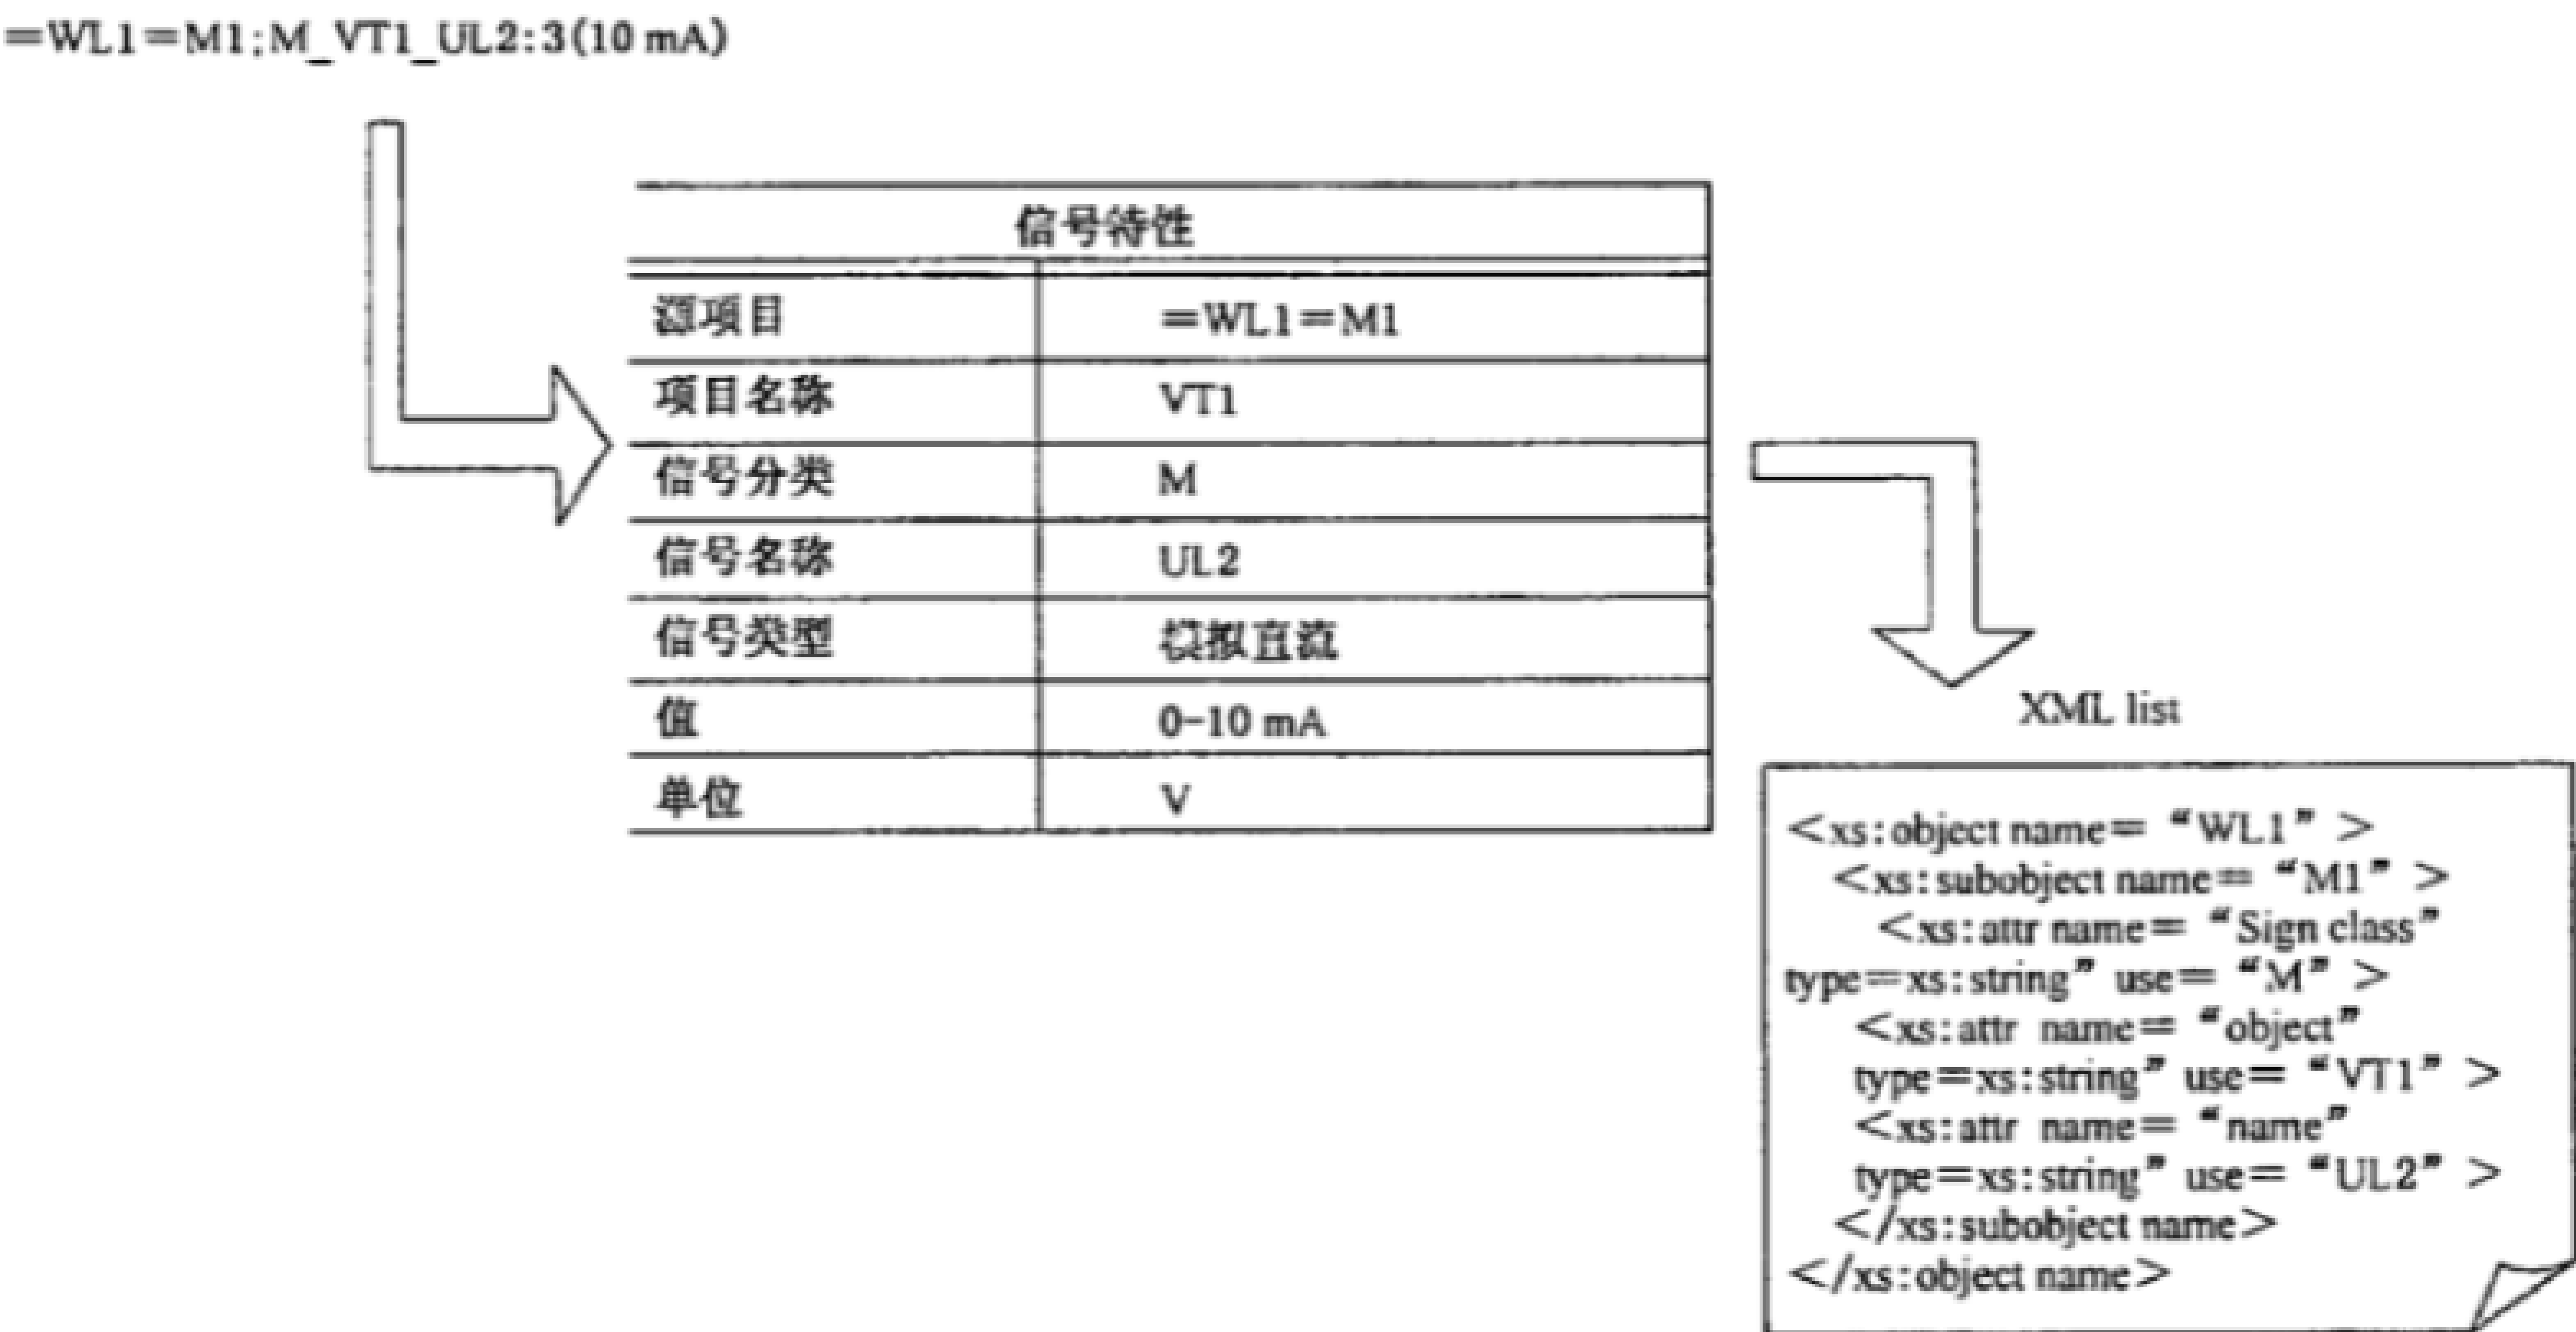 =WL1=M1;M_VT1_UL2:3(10 mA)
信号特性
源项目 =WL1=M1
项目名称 VT1
信号分类 M
信号名称 UL2
信号类型 模拟直流
值 0-10 mA
单位 V
XML list
<xs:object name= “WL1” >
<xs:subobject name= “M1” >
<xs:attr name= “Sign class”
type=xs:string” use= “M” >
<xs:attr name= “object”
type=xs:string” use= “VT1” >
<xs:attr name= “name”
type=xs:string” use= “UL2” >
</xs:subobject name>
</xs:object name>